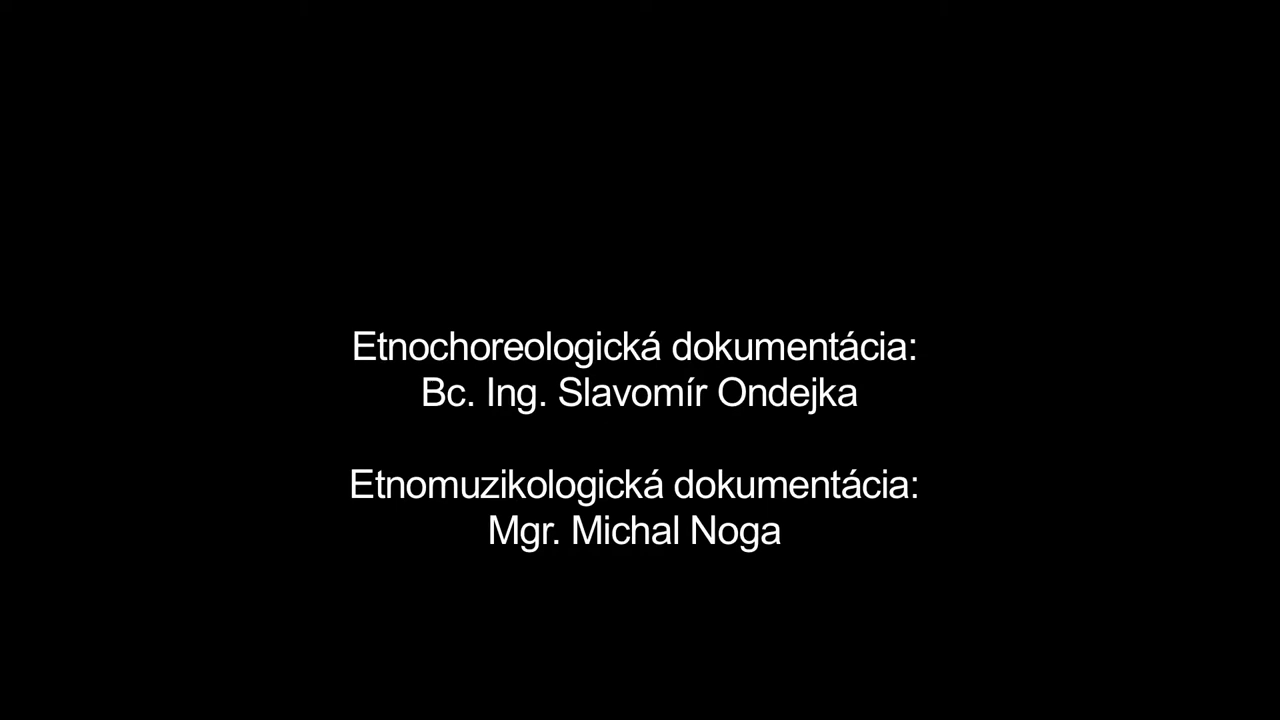 Etnochoreologická dokumentácia:
Bc. Ing. Slavomír Ondejka
Etnomuzikologická dokumentácia:
Mgr. Michal Noga